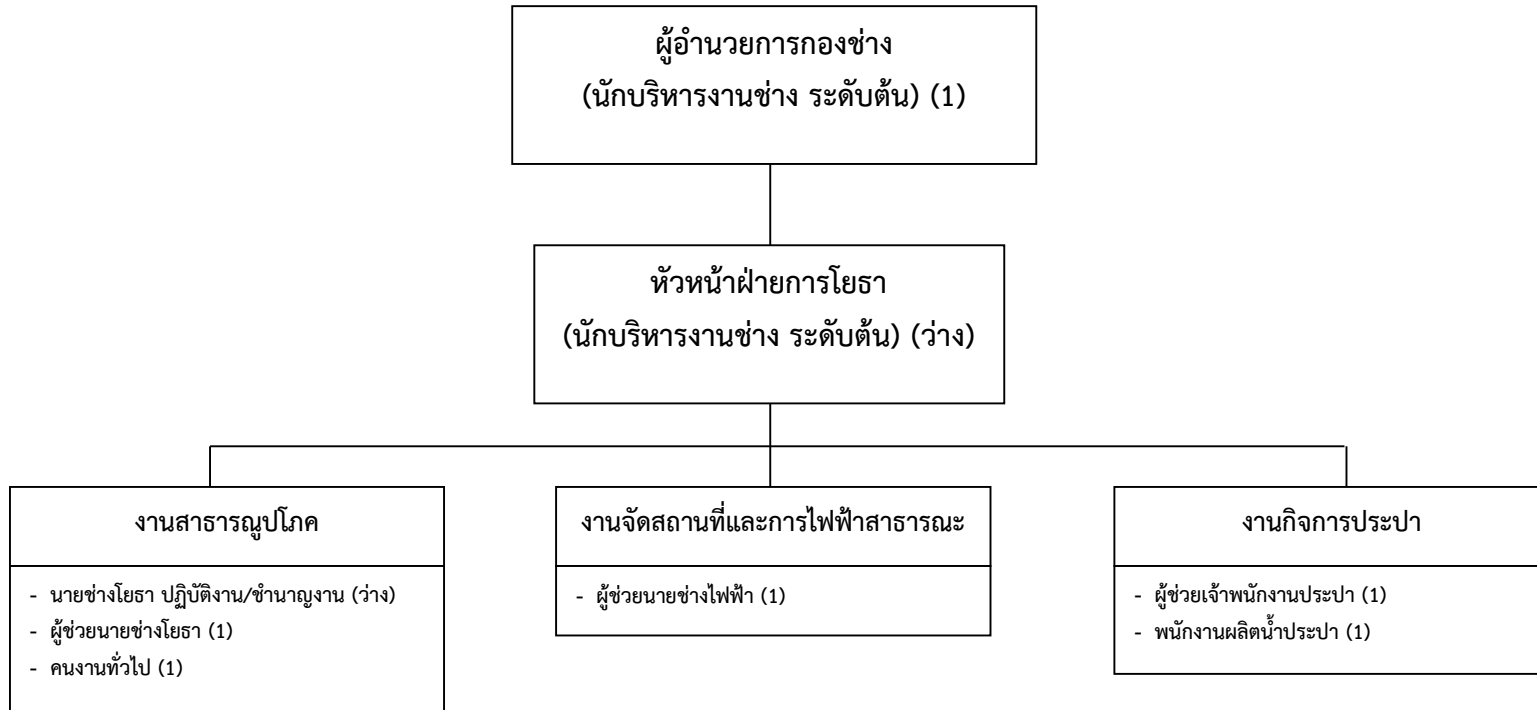 ผู้อำนวยการกองช่าง
(นักบริหารงานช่าง ระดับต้น) (1)
หัวหน้าฝ่ายการโยธา
(นักบริหารงานช่าง ระดับต้น) (ว่าง)
งานสาธารณูปโภค
- นายช่างโยธา ปฏิบัติงาน/ชำนาญงาน (ว่าง)
- ผู้ช่วยนายช่างโยธา (1)
- คนงานทั่วไป (1)
งานจัดสถานที่และการไฟฟ้าสาธารณะ
- ผู้ช่วยนายช่างไฟฟ้า (1)
งานกิจการประปา
- ผู้ช่วยเจ้าพนักงานประปา (1)
- พนักงานผลิตน้ำประปา (1)